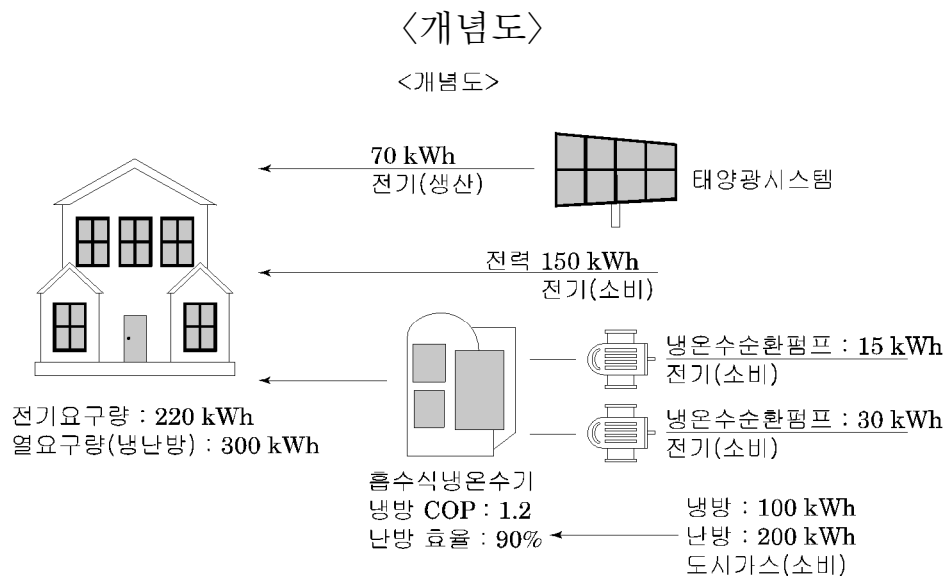 〈개념도〉
<개념도>
70 kWh
전기(생산)
태양광시스템
전력 150 kWh
전기(소비)
냉온수순환펌프 : 15 kWh
전기(소비)
전기요구량 : 220 kWh
열요구량(냉난방) : 300 kWh
냉온수순환펌프 : 30 kWh
전기(소비)
흡수식냉온수기
냉방 COP : 1.2
난방 효율 : 90%
냉방 : 100 kWh
난방 : 200 kWh
도시가스(소비)